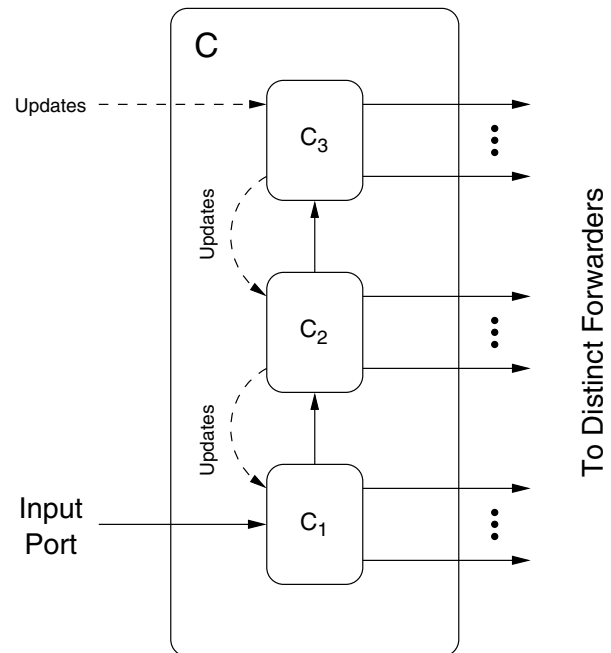 C
Updates
C3
Updates
C2
Updates
Input
Port
C1
To Distinct Forwarders